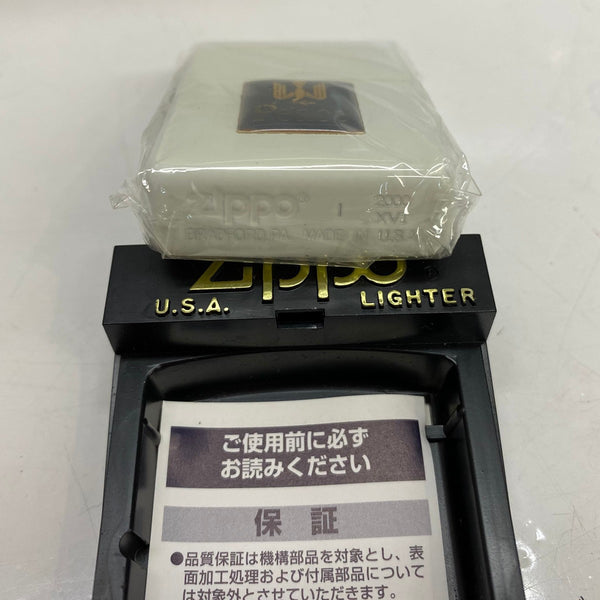 Zippo®
I 2000
XVI
BRADFORD, PA. MADE IN U.S.A.
Zippo®
U.S.A. LIGHTER
ご使用前に必ず
お読みください
保証
●品質保証は機構部品を対象とし、表
面加工処理および付属部品については
は対象外とさせていただきます。